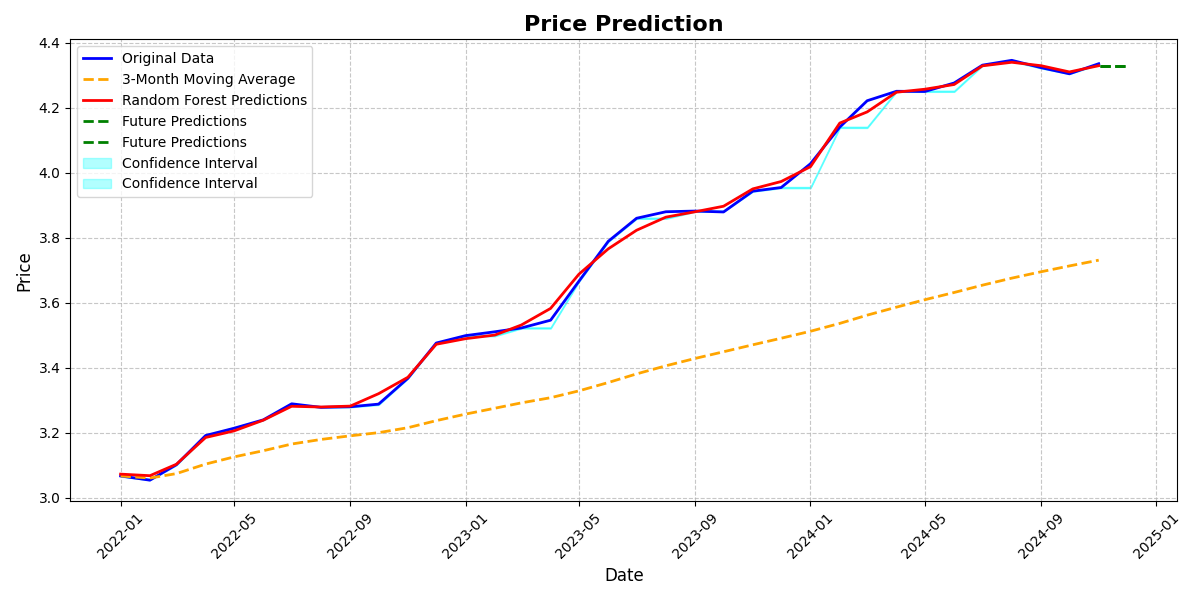 Price Prediction
4.4
4.2
4.0
3.8
3.6
3.4
3.2
3.0
Price
Original Data
3-Month Moving Average
Random Forest Predictions
Future Predictions
Future Predictions
Confidence Interval
Confidence Interval
2022-01
2022-05
2022-09
2023-01
2023-05
2023-09
2024-01
2024-05
2024-09
2025-01
Date